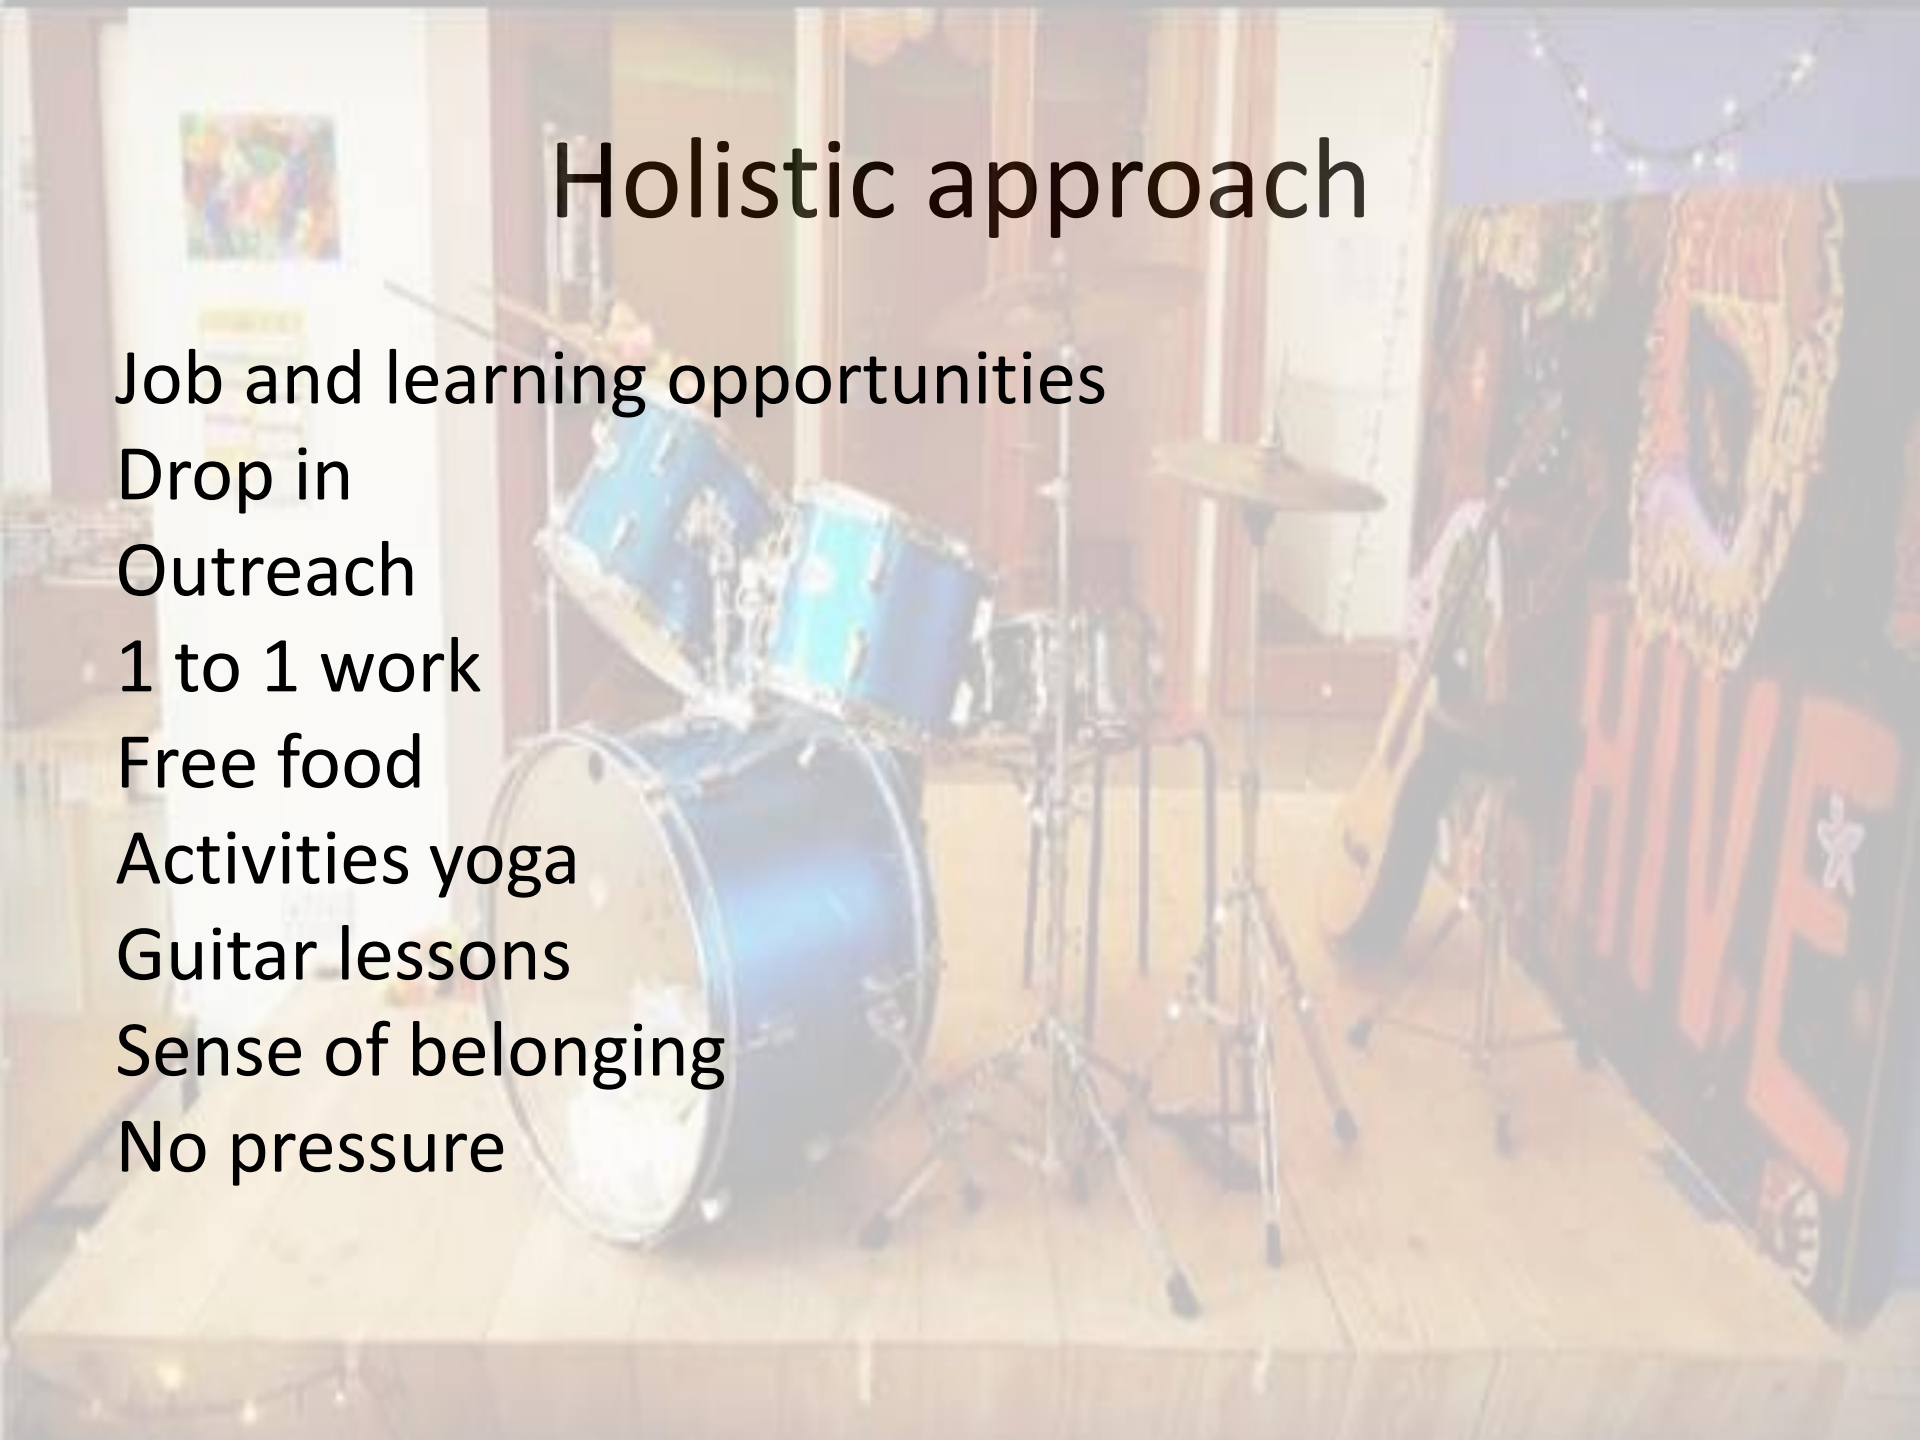 Holistic approach
Job and learning opportunities
Drop in
Outreach
1 to 1 work
Free food
Activities yoga
Guitar lessons
Sense of belonging
No pressure
HIVE